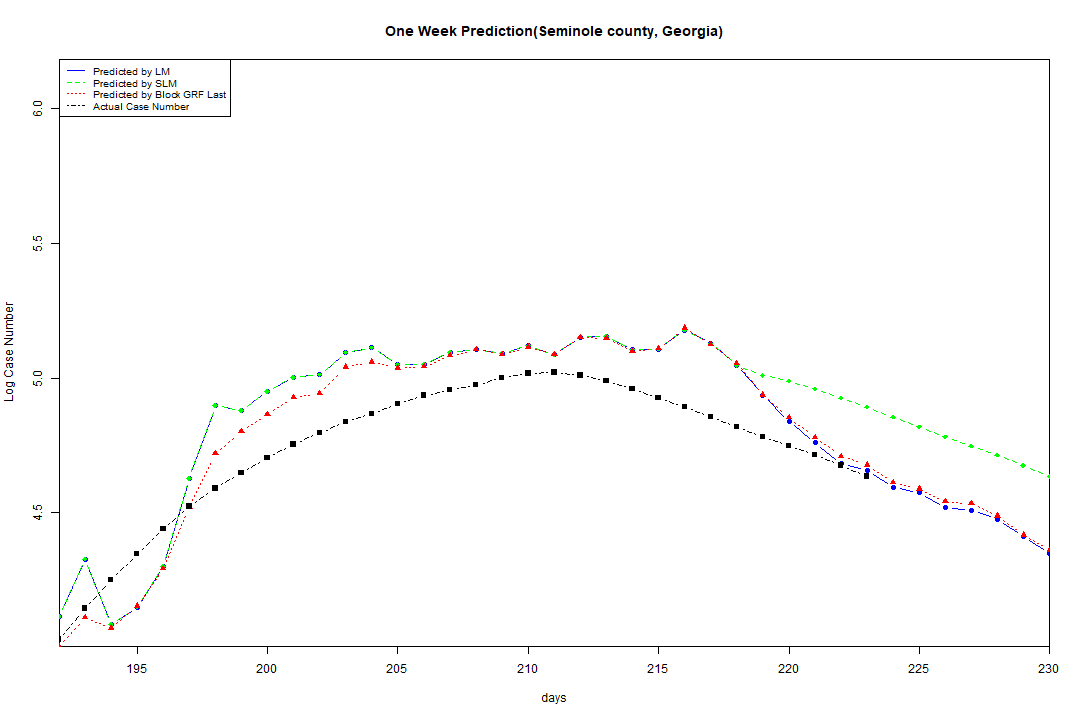 One Week Prediction(Seminole county, Georgia)
Predicted by LM
Predicted by SLM
Predicted by Block GRF Last
Actual Case Number
6.0
5.5
5.0
4.5
Log Case Number
195 200 205 210 215 220 225 230
days